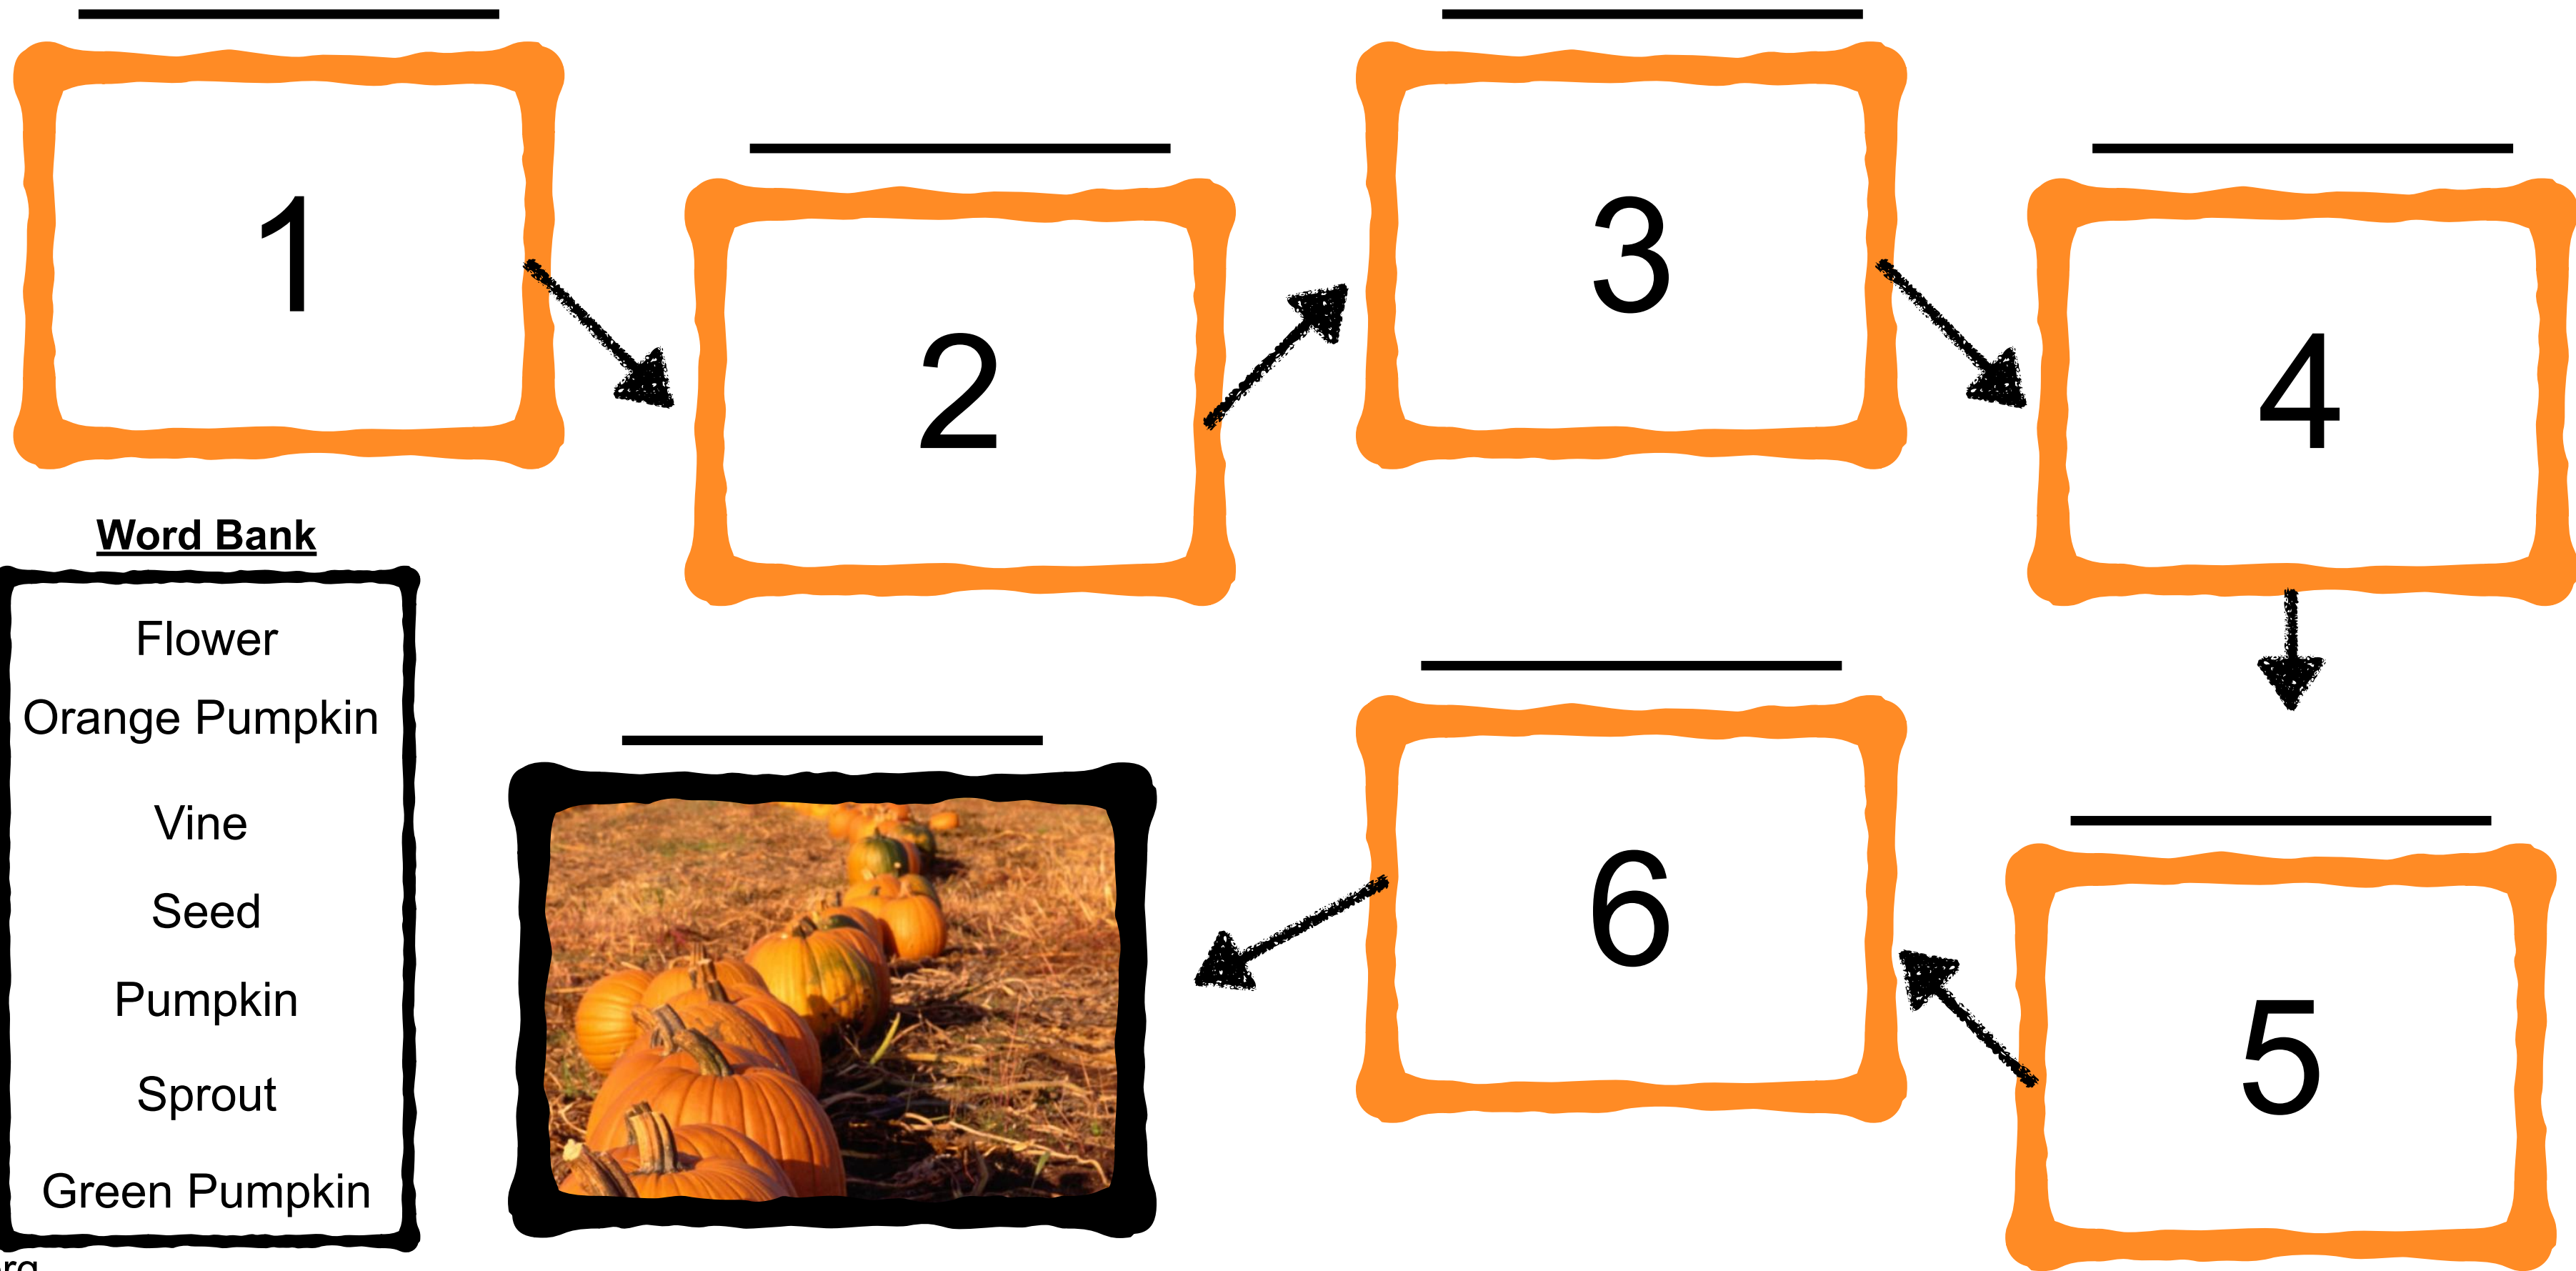 1
2
3
4
Word Bank
Flower
Orange Pumpkin
Vine
Seed
Pumpkin
Sprout
Green Pumpkin
6
5